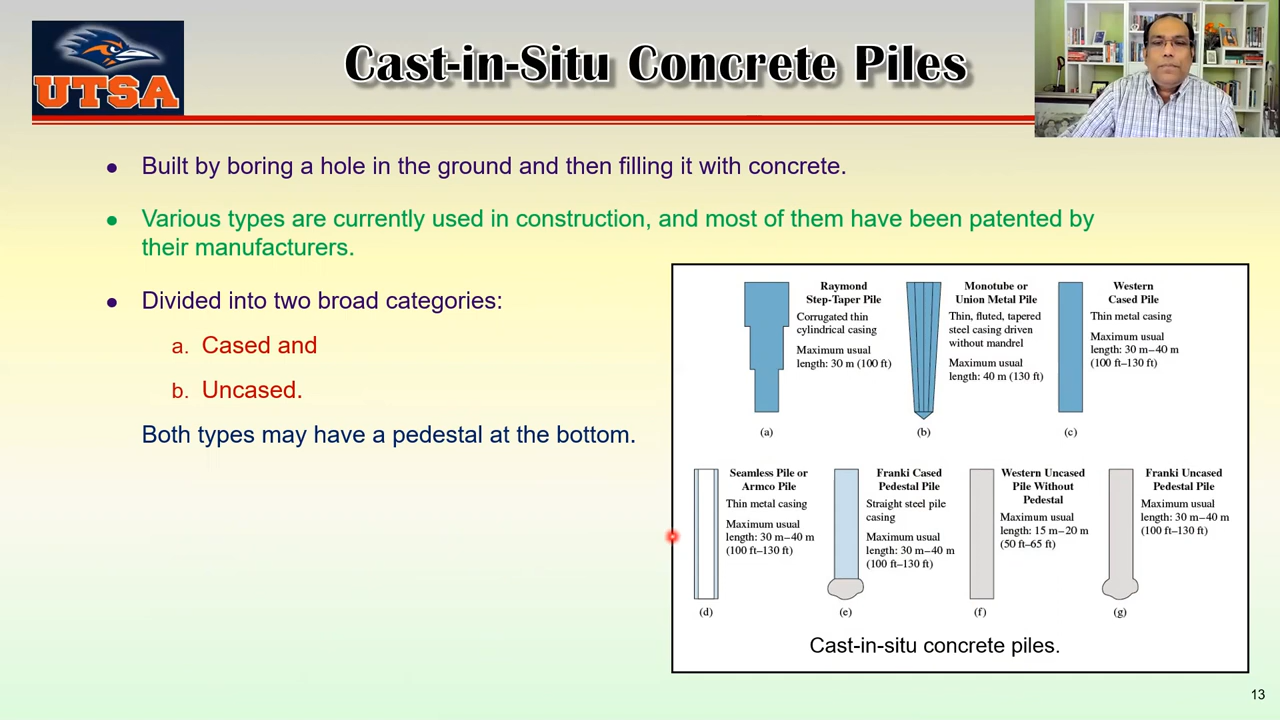 UTSA
Cast-in-Situ Concrete Piles
● Built by boring a hole in the ground and then filling it with concrete.
● Various types are currently used in construction, and most of them have been patented by
their manufacturers.
● Divided into two broad categories:
a. Cased and
b. Uncased.
Both types may have a pedestal at the bottom.
Raymond
Step-Taper Pile
Corrugated thin
cylindrical casing
Maximum usual
length: 30 m (100 ft)
(a)
Monotube or
Union Metal Pile
Thin, fluted, tapered
steel casing driven
without mandrel
Maximum usual
length: 40 m (130 ft)
(b)
Western
Cased Pile
Thin metal casing
Maximum usual
length: 30 m–40 m
(100 ft–130 ft)
(c)
Seamless Pile or
Armco Pile
Thin metal casing
Maximum usual
length: 30 m–40 m
(100 ft–130 ft)
(d)
Franki Cased
Pedestal Pile
Straight steel pile
casing
Maximum usual
length: 30 m–40 m
(100 ft–130 ft)
(e)
Western Uncased
Pile Without
Pedestal
Maximum usual
length: 15 m–20 m
(50 ft–65 ft)
(f)
Franki Uncased
Pedestal Pile
Maximum usual
length: 30 m–40 m
(100 ft–130 ft)
(g)
Cast-in-situ concrete piles.
13